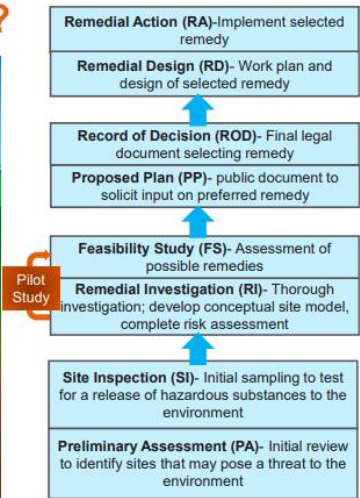 ?
Remedial Action (RA)-Implement selected
remedy
Remedial Design (RD) - Work plan and
design of selected remedy
Record of Decision (ROD)- Final legal
document selecting remedy
Proposed Plan (PP)- public document to
solicit input on preferred remedy
Feasibility Study (FS)- Assessment of
possible remedies
Pilot
Study
Remedial Investigation (RI)- Thorough
investigation; develop conceptual site model,
complete risk assessment
Site Inspection (SI)- Initial sampling to test
for a release of hazardous substances to the
environment
Preliminary Assessment (PA)- Initial review
to identify sites that may pose a threat to the
environment